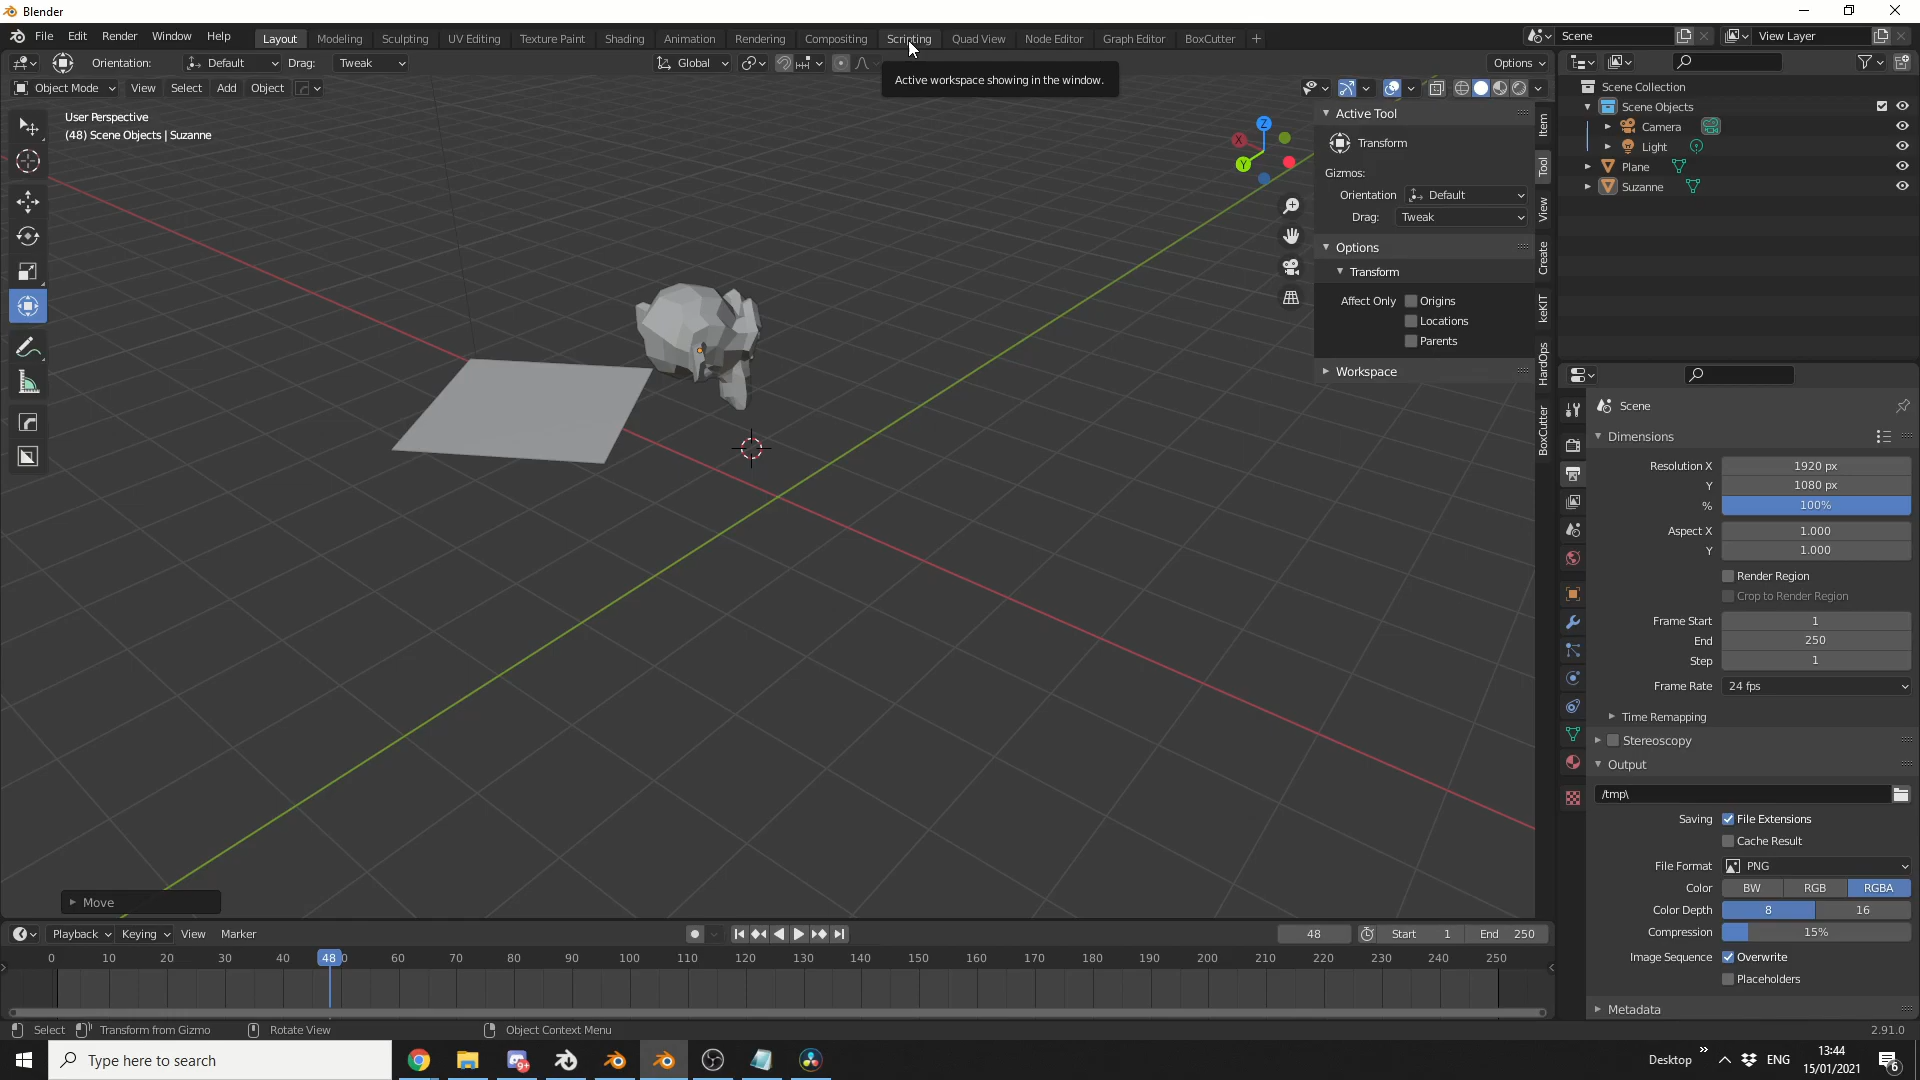 Blender
File Edit Render Window Help
Layout Modeling Sculpting UV Editing Texture Paint Shading Animation Rendering Compositing Scripting Quad View Node Editor Graph Editor BoxCutter +
Scene
View Layer
Orientation: Default Drag: Tweak
Global
Options
Active workspace showing in the window.
Object Mode View Select Add Object
User Perspective
(48) Scene Objects | Suzanne
Z
X
Y
Active Tool
Transform
Gizmos:
Orientation Default
Drag: Tweak
Options
Transform
Affect Only Origins
Locations
Parents
Workspace
Item
Tool
View
Create
keKIT
HardOps
BoxCutter
Scene Collection
Scene Objects
Camera
Light
Plane
Suzanne
Scene
Dimensions
Resolution X 1920 px
Y 1080 px
% 100%
Aspect X 1.000
Y 1.000
Render Region
Crop to Render Region
Frame Start 1
End 250
Step 1
Frame Rate 24 fps
Time Remapping
Stereoscopy
Output
/tmp\
Saving File Extensions
Cache Result
File Format PNG
Color BW RGB RGBA
Color Depth 8 16
Compression 15%
Image Sequence Overwrite
Placeholders
Metadata
Move
Playback Keying View Marker
48 Start 1 End 250
0 10 20 30 40 48 60 70 80 90 100 110 120 130 140 150 160 170 180 190 200 210 220 230 240 250
Select Transform from Gizmo Rotate View Object Context Menu
2.91.0
Type here to search
Desktop » ENG 13:44
15/01/2021
6